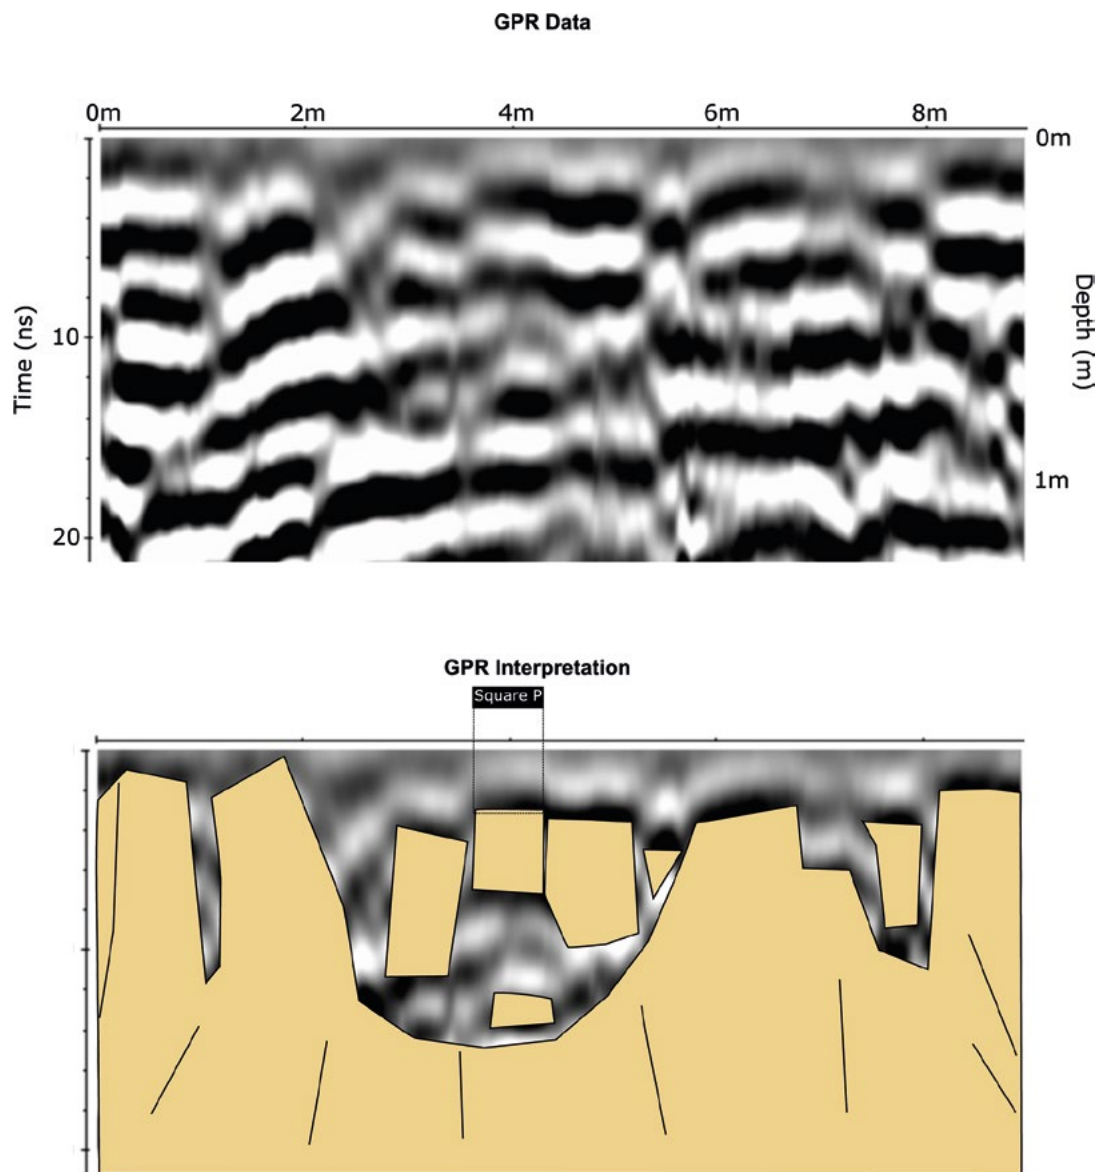 GPR Data
0m 2m 4m 6m 8m
0m
Time (ns)
10
20
Depth (m)
1m
GPR Interpretation
Square P